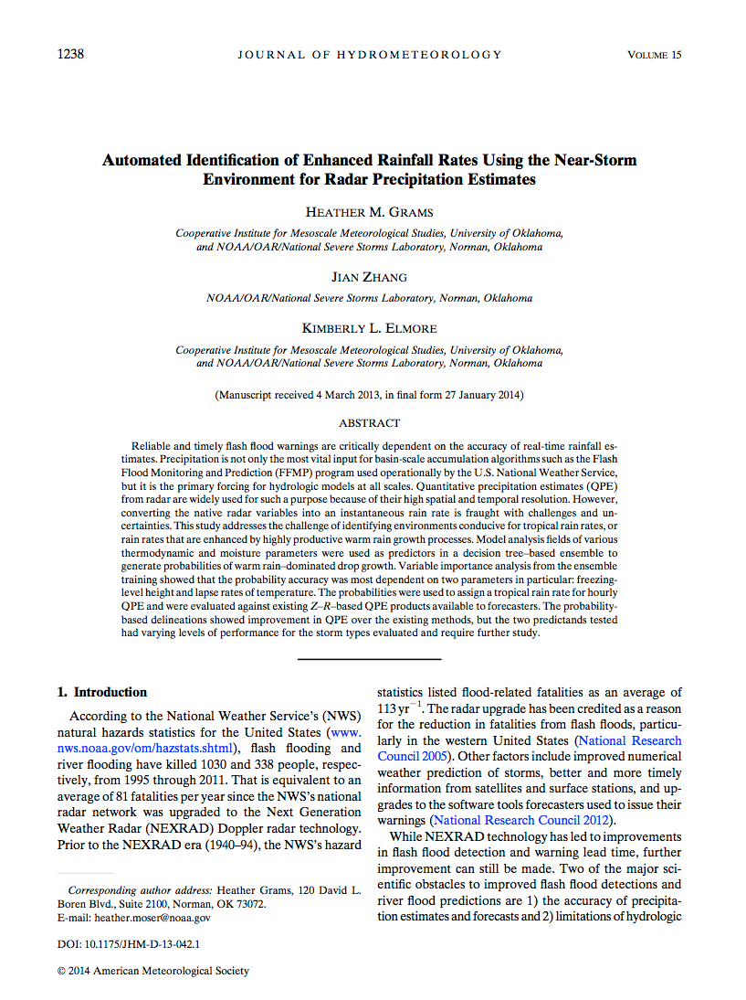 1238
JOURNAL OF HYDROMETEOROLOGY
VOLUME 15
Automated Identification of Enhanced Rainfall Rates Using the Near-Storm
Environment for Radar Precipitation Estimates
HEATHER M. GRAMS
Cooperative Institute for Mesoscale Meteorological Studies, University of Oklahoma,
and NOAA/OAR/National Severe Storms Laboratory, Norman, Oklahoma
JIAN ZHANG
NOAA/OAR/National Severe Storms Laboratory, Norman, Oklahoma
KIMBERLY L. ELMORE
Cooperative Institute for Mesoscale Meteorological Studies, University of Oklahoma,
and NOAA/OAR/National Severe Storms Laboratory, Norman, Oklahoma
(Manuscript received 4 March 2013, in final form 27 January 2014)
ABSTRACT
Reliable and timely flash flood warnings are critically dependent on the accuracy of real-time rainfall es-
timates. Precipitation is not only the most vital input for basin-scale accumulation algorithms such as the Flash
Flood Monitoring and Prediction (FFMP) program used operationally by the U.S. National Weather Service,
but it is the primary forcing for hydrologic models at all scales. Quantitative precipitation estimates (QPE)
from radar are widely used for such a purpose because of their high spatial and temporal resolution. However,
converting the native radar variables into an instantaneous rain rate is fraught with challenges and un-
certainties. This study addresses the challenge of identifying environments conducive for tropical rain rates, or
rain rates that are enhanced by highly productive warm rain growth processes. Model analysis fields of various
thermodynamic and moisture parameters were used as predictors in a decision tree–based ensemble to
generate probabilities of warm rain–dominated drop growth. Variable importance analysis from the ensemble
training showed that the probability accuracy was most dependent on two parameters in particular: freezing-
level height and lapse rates of temperature. The probabilities were used to assign a tropical rain rate for hourly
QPE and were evaluated against existing Z–R-based QPE products available to forecasters. The probability-
based delineations showed improvement in QPE over the existing methods, but the two predictands tested
had varying levels of performance for the storm types evaluated and require further study.
1. Introduction
According to the National Weather Service's (NWS)
natural hazards statistics for the United States (www.
nws.noaa.gov/om/hazstats.shtml), flash flooding and
river flooding have killed 1030 and 338 people, respec-
tively, from 1995 through 2011. That is equivalent to an
average of 81 fatalities per year since the NWS's national
radar network was upgraded to the Next Generation
Weather Radar (NEXRAD) Doppler radar technology.
Prior to the NEXRAD era (1940–94), the NWS's hazard
Corresponding author address: Heather Grams, 120 David L.
Boren Blvd., Suite 2100, Norman, OK 73072.
E-mail: heather.moser@noaa.gov
DOI: 10.1175/JHM-D-13-042.1
© 2014 American Meteorological Society
statistics listed flood-related fatalities as an average of
113 yr⁻¹. The radar upgrade has been credited as a reason
for the reduction in fatalities from flash floods, particu-
larly in the western United States (National Research
Council 2005). Other factors include improved numerical
weather prediction of storms, better and more timely
information from satellites and surface stations, and up-
grades to the software tools forecasters used to issue their
warnings (National Research Council 2012).
While NEXRAD technology has led to improvements
in flash flood detection and warning lead time, further
improvement can still be made. Two of the major sci-
entific obstacles to improved flash flood detections and
river flood predictions are 1) the accuracy of precipita-
tion estimates and forecasts and 2) limitations of hydrologic